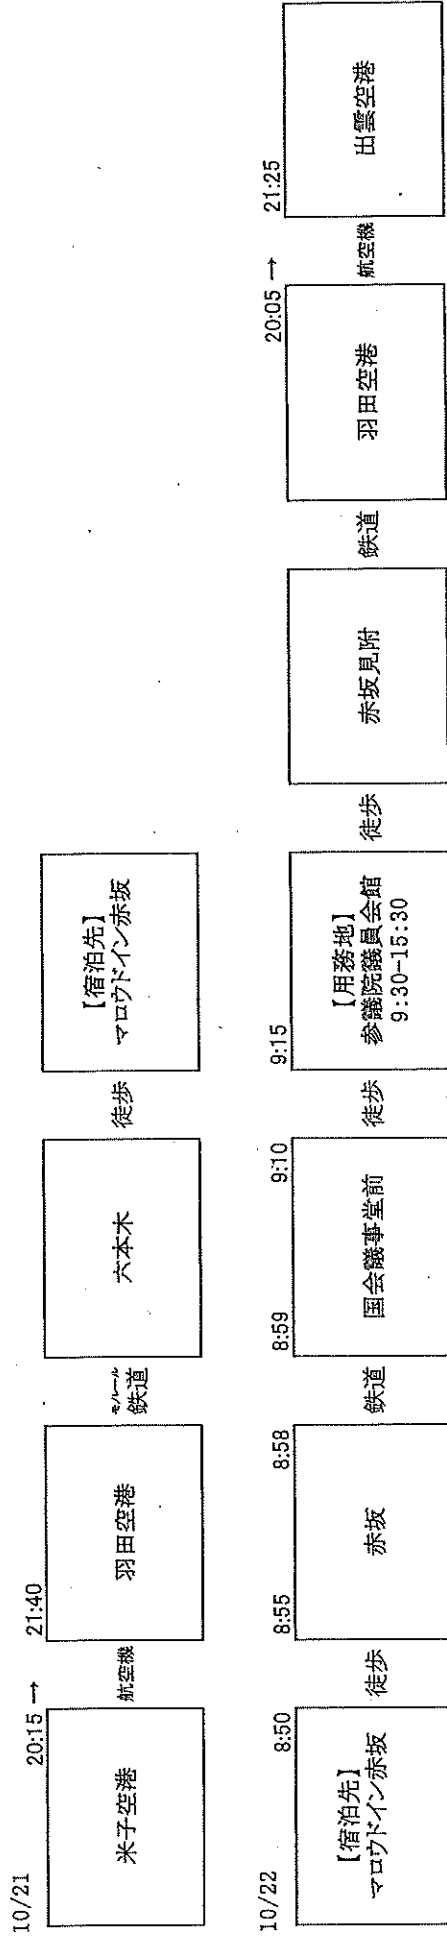 10/21
20:15 →
21:40
米子空港
航空機
羽田空港
モノレール
鉄道
六本木
徒歩
【宿泊先】
マロウドイン赤坂
10/22
8:50
8:55
8:58
8:59
9:10
9:15
20:05 →
21:25
【宿泊先】
マロウドイン赤坂
徒歩
赤坂
鉄道
国会議事堂前
徒歩
【用務地】
参議院議員会館
9:30-15:30
徒歩
赤坂見附
鉄道
羽田空港
航空機
出雲空港